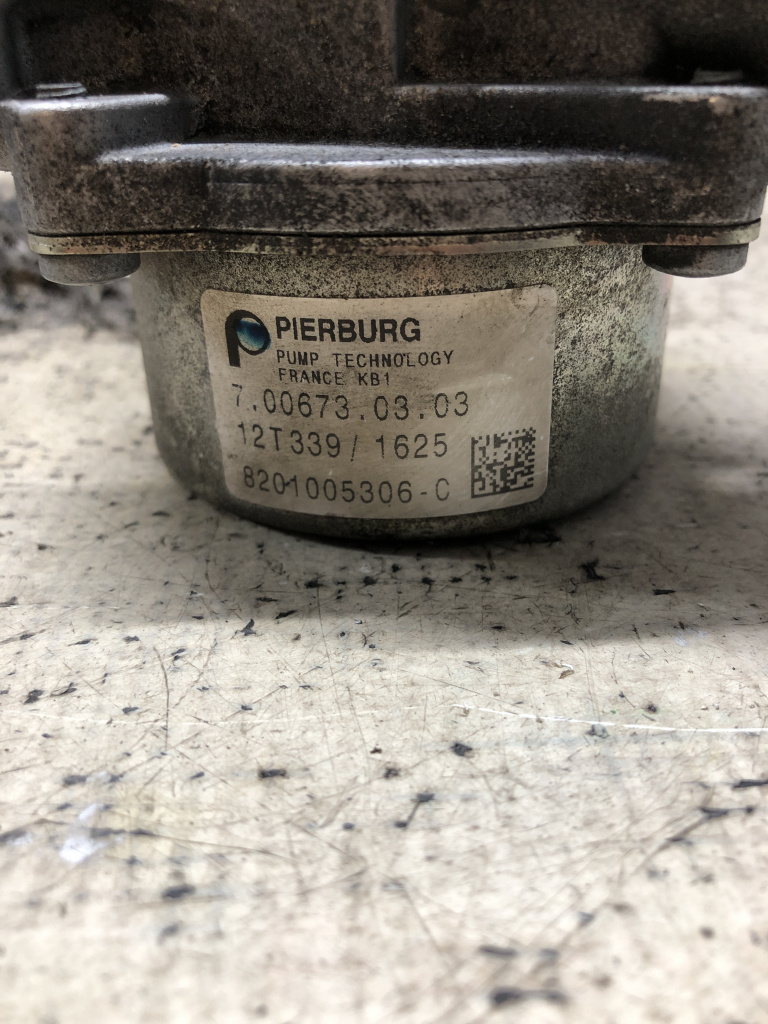 PIERBURG
PUMP TECHNOLOGY
FRANCE KB1
7.00673.03.03
12T339/ 1625
8201005306-C